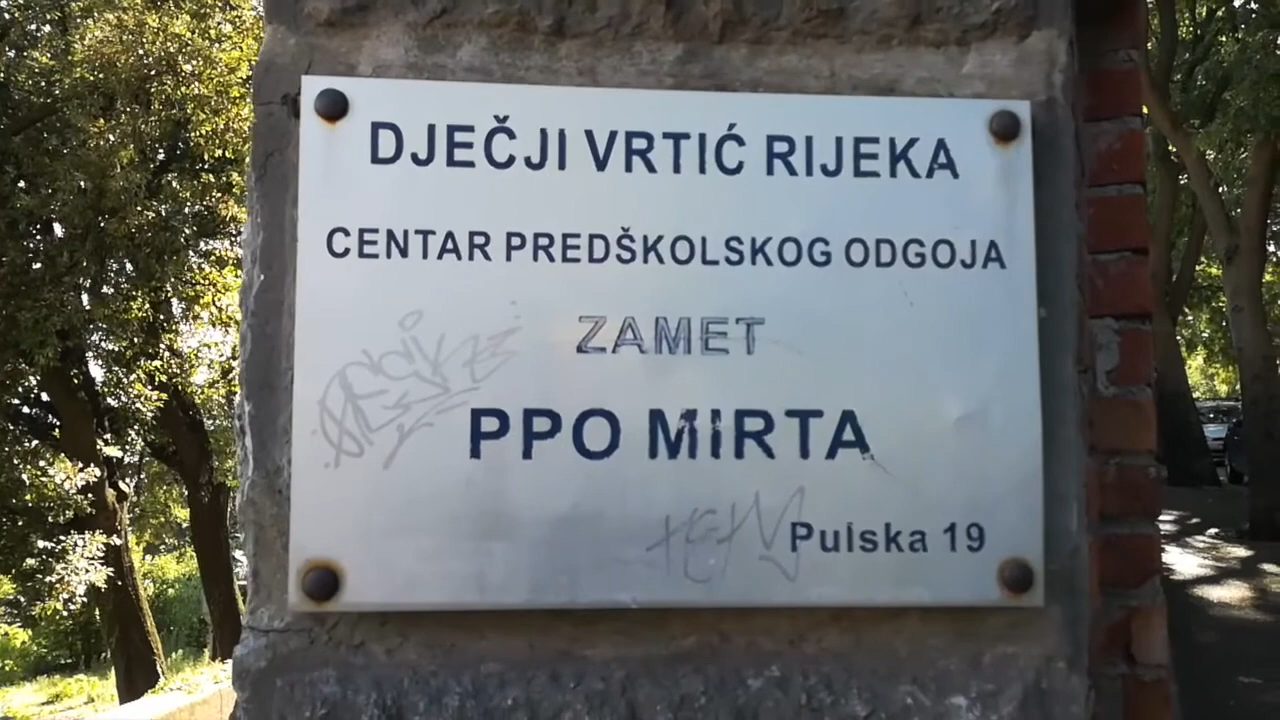 DJEČJI VRTIĆ RIJEKA
CENTAR PREDŠKOLSKOG ODGOJA
ZAMET
PPO MIRTA
Pulska 19